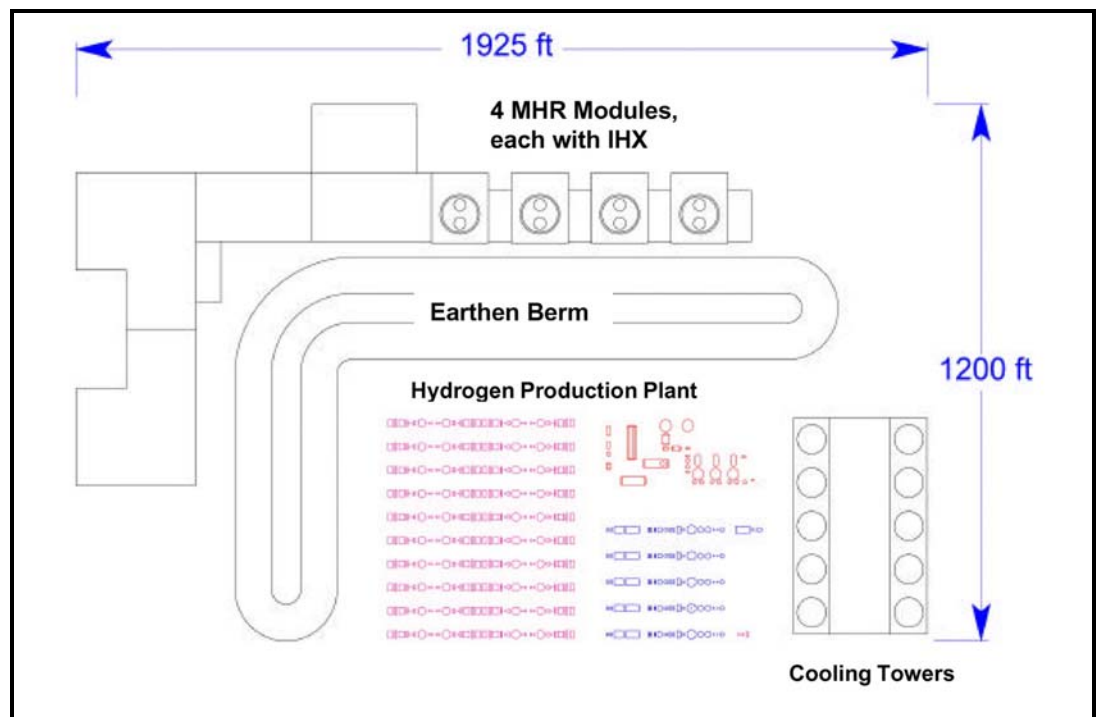 1925 ft
4 MHR Modules,
each with IHX
Earthen Berm
1200 ft
Hydrogen Production Plant
Cooling Towers